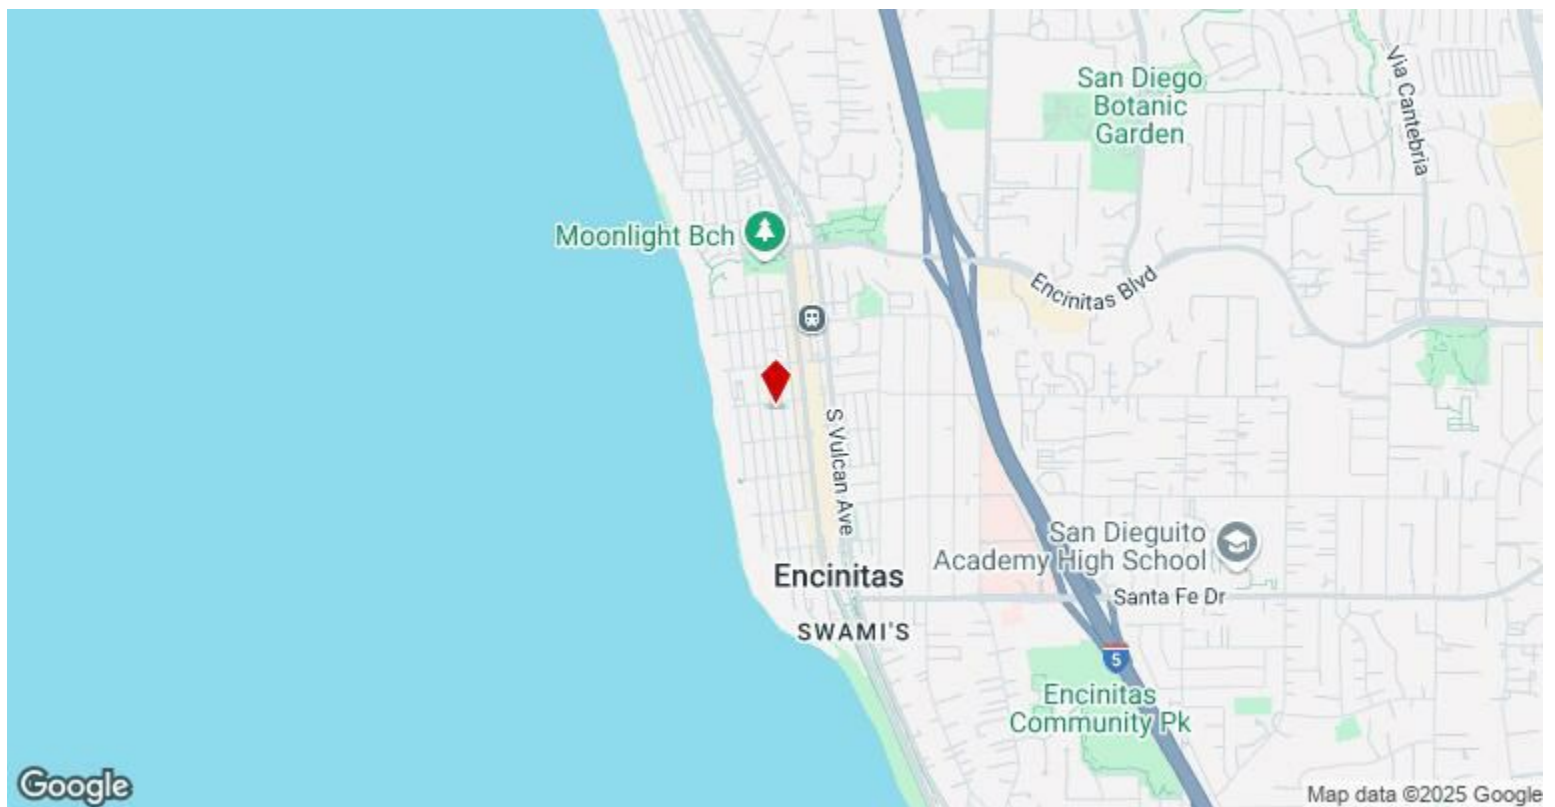 San Diego
Botanic
Garden
Via Cantebria
Moonlight Bch
Encinitas Blvd
S Vulcan Ave
San Dieguito
Academy High School
Encinitas
Santa Fe Dr
SWAMI'S
5
Encinitas
Community Pk
Google
Map data ©2025 Google